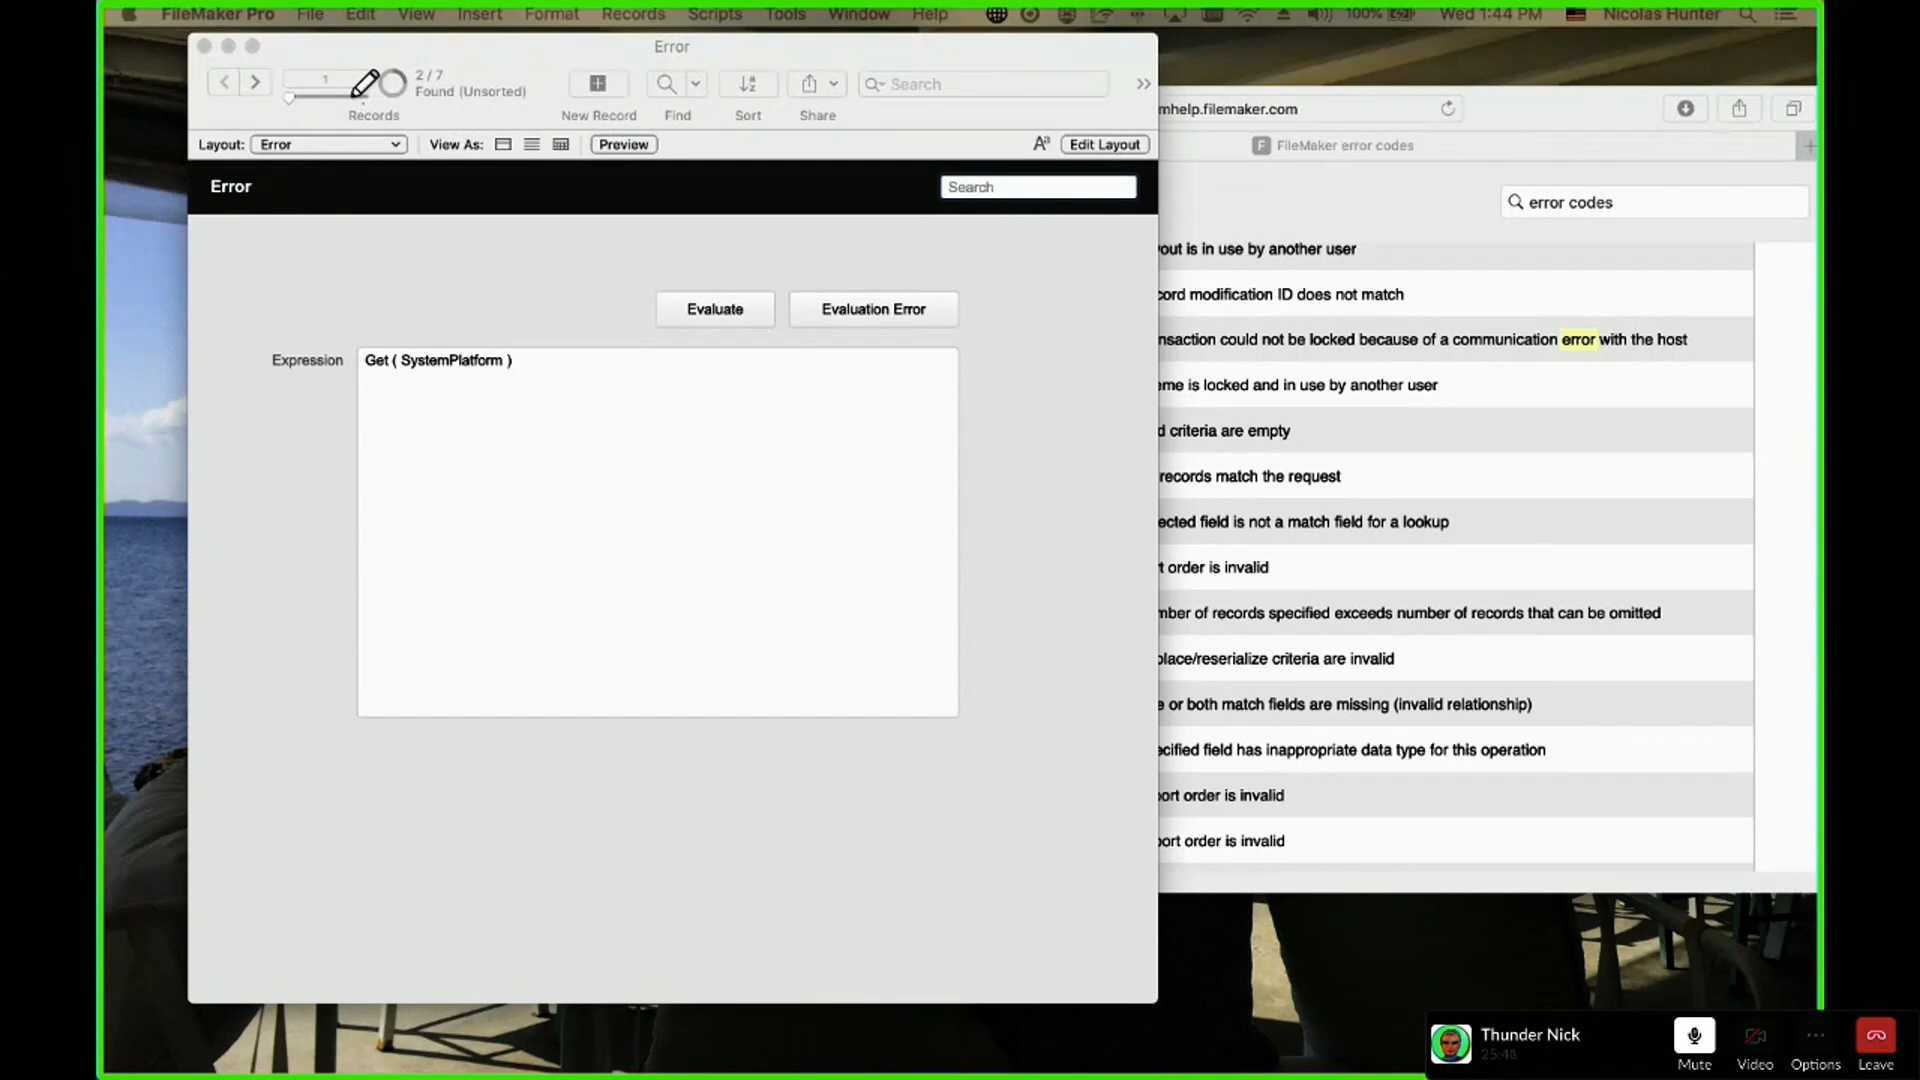 FileMaker Pro File Edit View Insert Format Records Scripts Tools Window Help 100% Wed 1:44 PM Nicolas Hunter
Error
1
2 / 7
Found (Unsorted)
Records
New Record
Find
Sort
Share
Search
Layout: Error View As: Preview Aa Edit Layout
Error
Search
Evaluate
Evaluation Error
Expression
Get ( SystemPlatform )
mhelp.filemaker.com
F FileMaker error codes
error codes
out is in use by another user
cord modification ID does not match
nsaction could not be locked because of a communication error with the host
eme is locked and in use by another user
d criteria are empty
records match the request
ected field is not a match field for a lookup
t order is invalid
mber of records specified exceeds number of records that can be omitted
place/reserialize criteria are invalid
e or both match fields are missing (invalid relationship)
ecified field has inappropriate data type for this operation
port order is invalid
port order is invalid
Thunder Nick
25:48
Mute
Video
Options
Leave